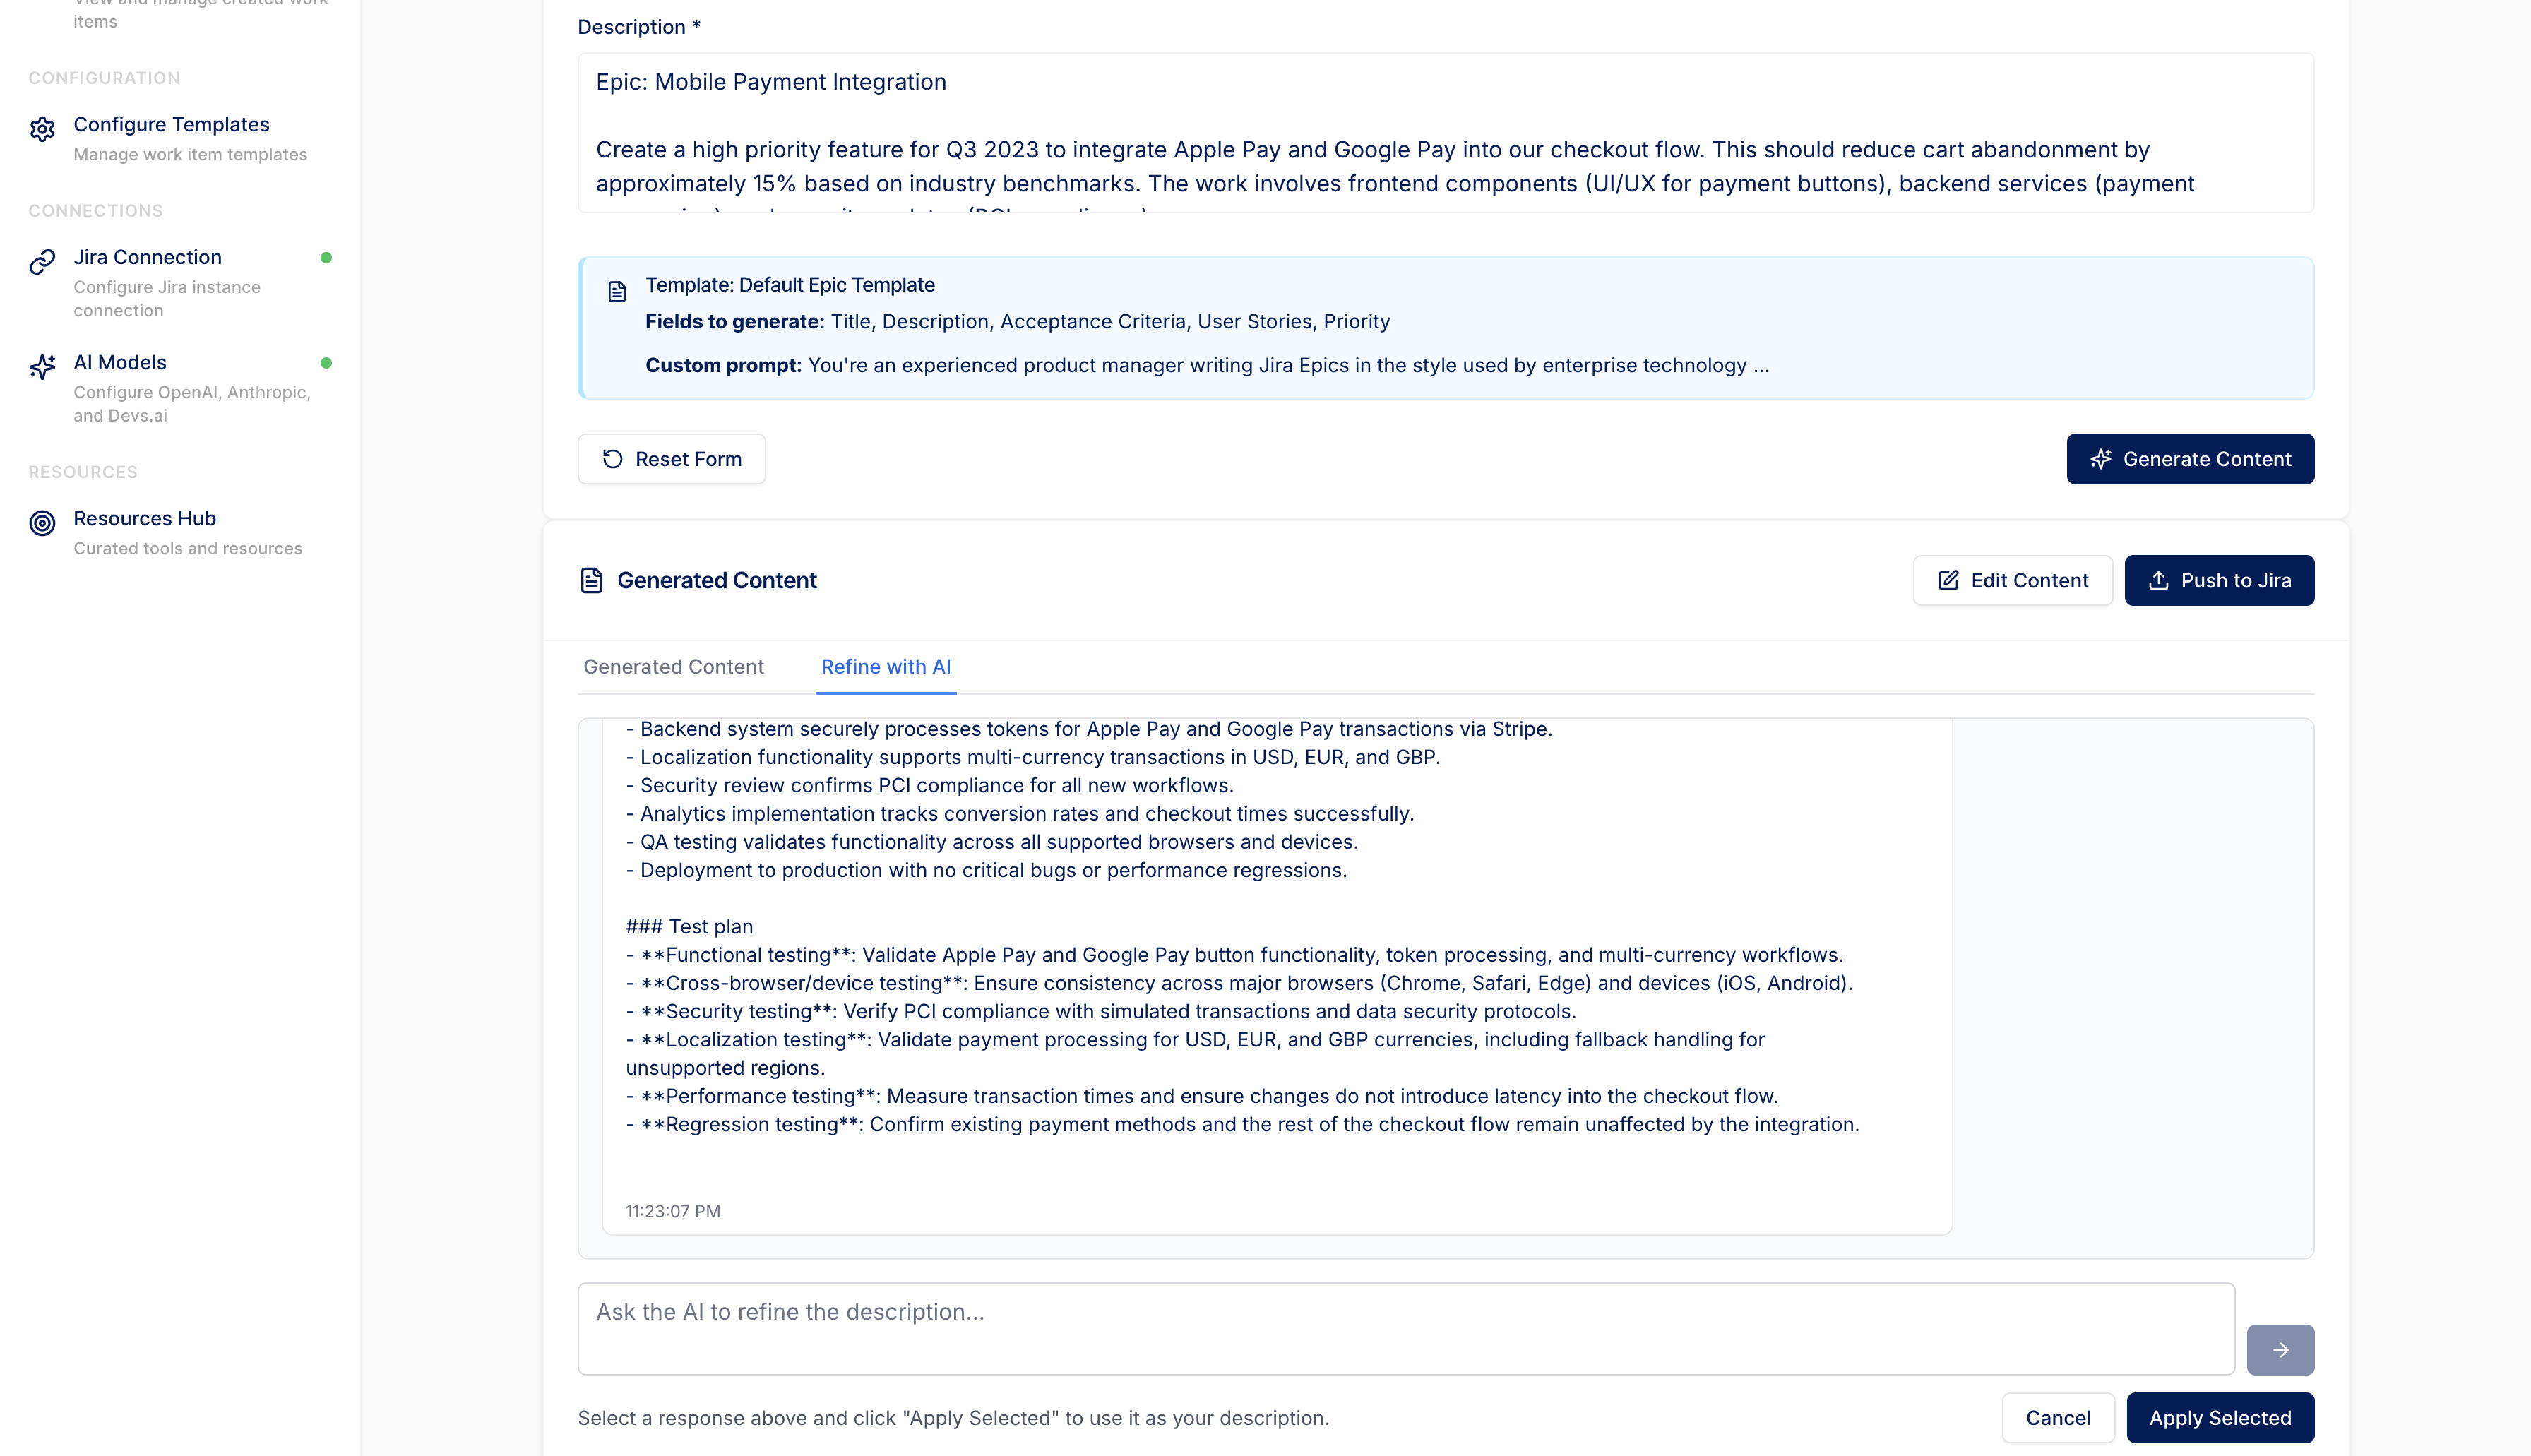 View and manage created work
items
CONFIGURATION
Configure Templates
Manage work item templates
CONNECTIONS
Jira Connection
Configure Jira instance
connection
AI Models
Configure OpenAI, Anthropic,
and Devs.ai
RESOURCES
Resources Hub
Curated tools and resources
Description *
Epic: Mobile Payment Integration
Create a high priority feature for Q3 2023 to integrate Apple Pay and Google Pay into our checkout flow. This should reduce cart abandonment by
approximately 15% based on industry benchmarks. The work involves frontend components (UI/UX for payment buttons), backend services (payment
Template: Default Epic Template
Fields to generate: Title, Description, Acceptance Criteria, User Stories, Priority
Custom prompt: You're an experienced product manager writing Jira Epics in the style used by enterprise technology ...
Reset Form
Generate Content
Generated Content
Edit Content
Push to Jira
Generated Content
Refine with AI
- Backend system securely processes tokens for Apple Pay and Google Pay transactions via Stripe.
- Localization functionality supports multi-currency transactions in USD, EUR, and GBP.
- Security review confirms PCI compliance for all new workflows.
- Analytics implementation tracks conversion rates and checkout times successfully.
- QA testing validates functionality across all supported browsers and devices.
- Deployment to production with no critical bugs or performance regressions.
### Test plan
- **Functional testing**: Validate Apple Pay and Google Pay button functionality, token processing, and multi-currency workflows.
- **Cross-browser/device testing**: Ensure consistency across major browsers (Chrome, Safari, Edge) and devices (iOS, Android).
- **Security testing**: Verify PCI compliance with simulated transactions and data security protocols.
- **Localization testing**: Validate payment processing for USD, EUR, and GBP currencies, including fallback handling for
unsupported regions.
- **Performance testing**: Measure transaction times and ensure changes do not introduce latency into the checkout flow.
- **Regression testing**: Confirm existing payment methods and the rest of the checkout flow remain unaffected by the integration.
11:23:07 PM
Ask the AI to refine the description...
Select a response above and click "Apply Selected" to use it as your description.
Cancel
Apply Selected